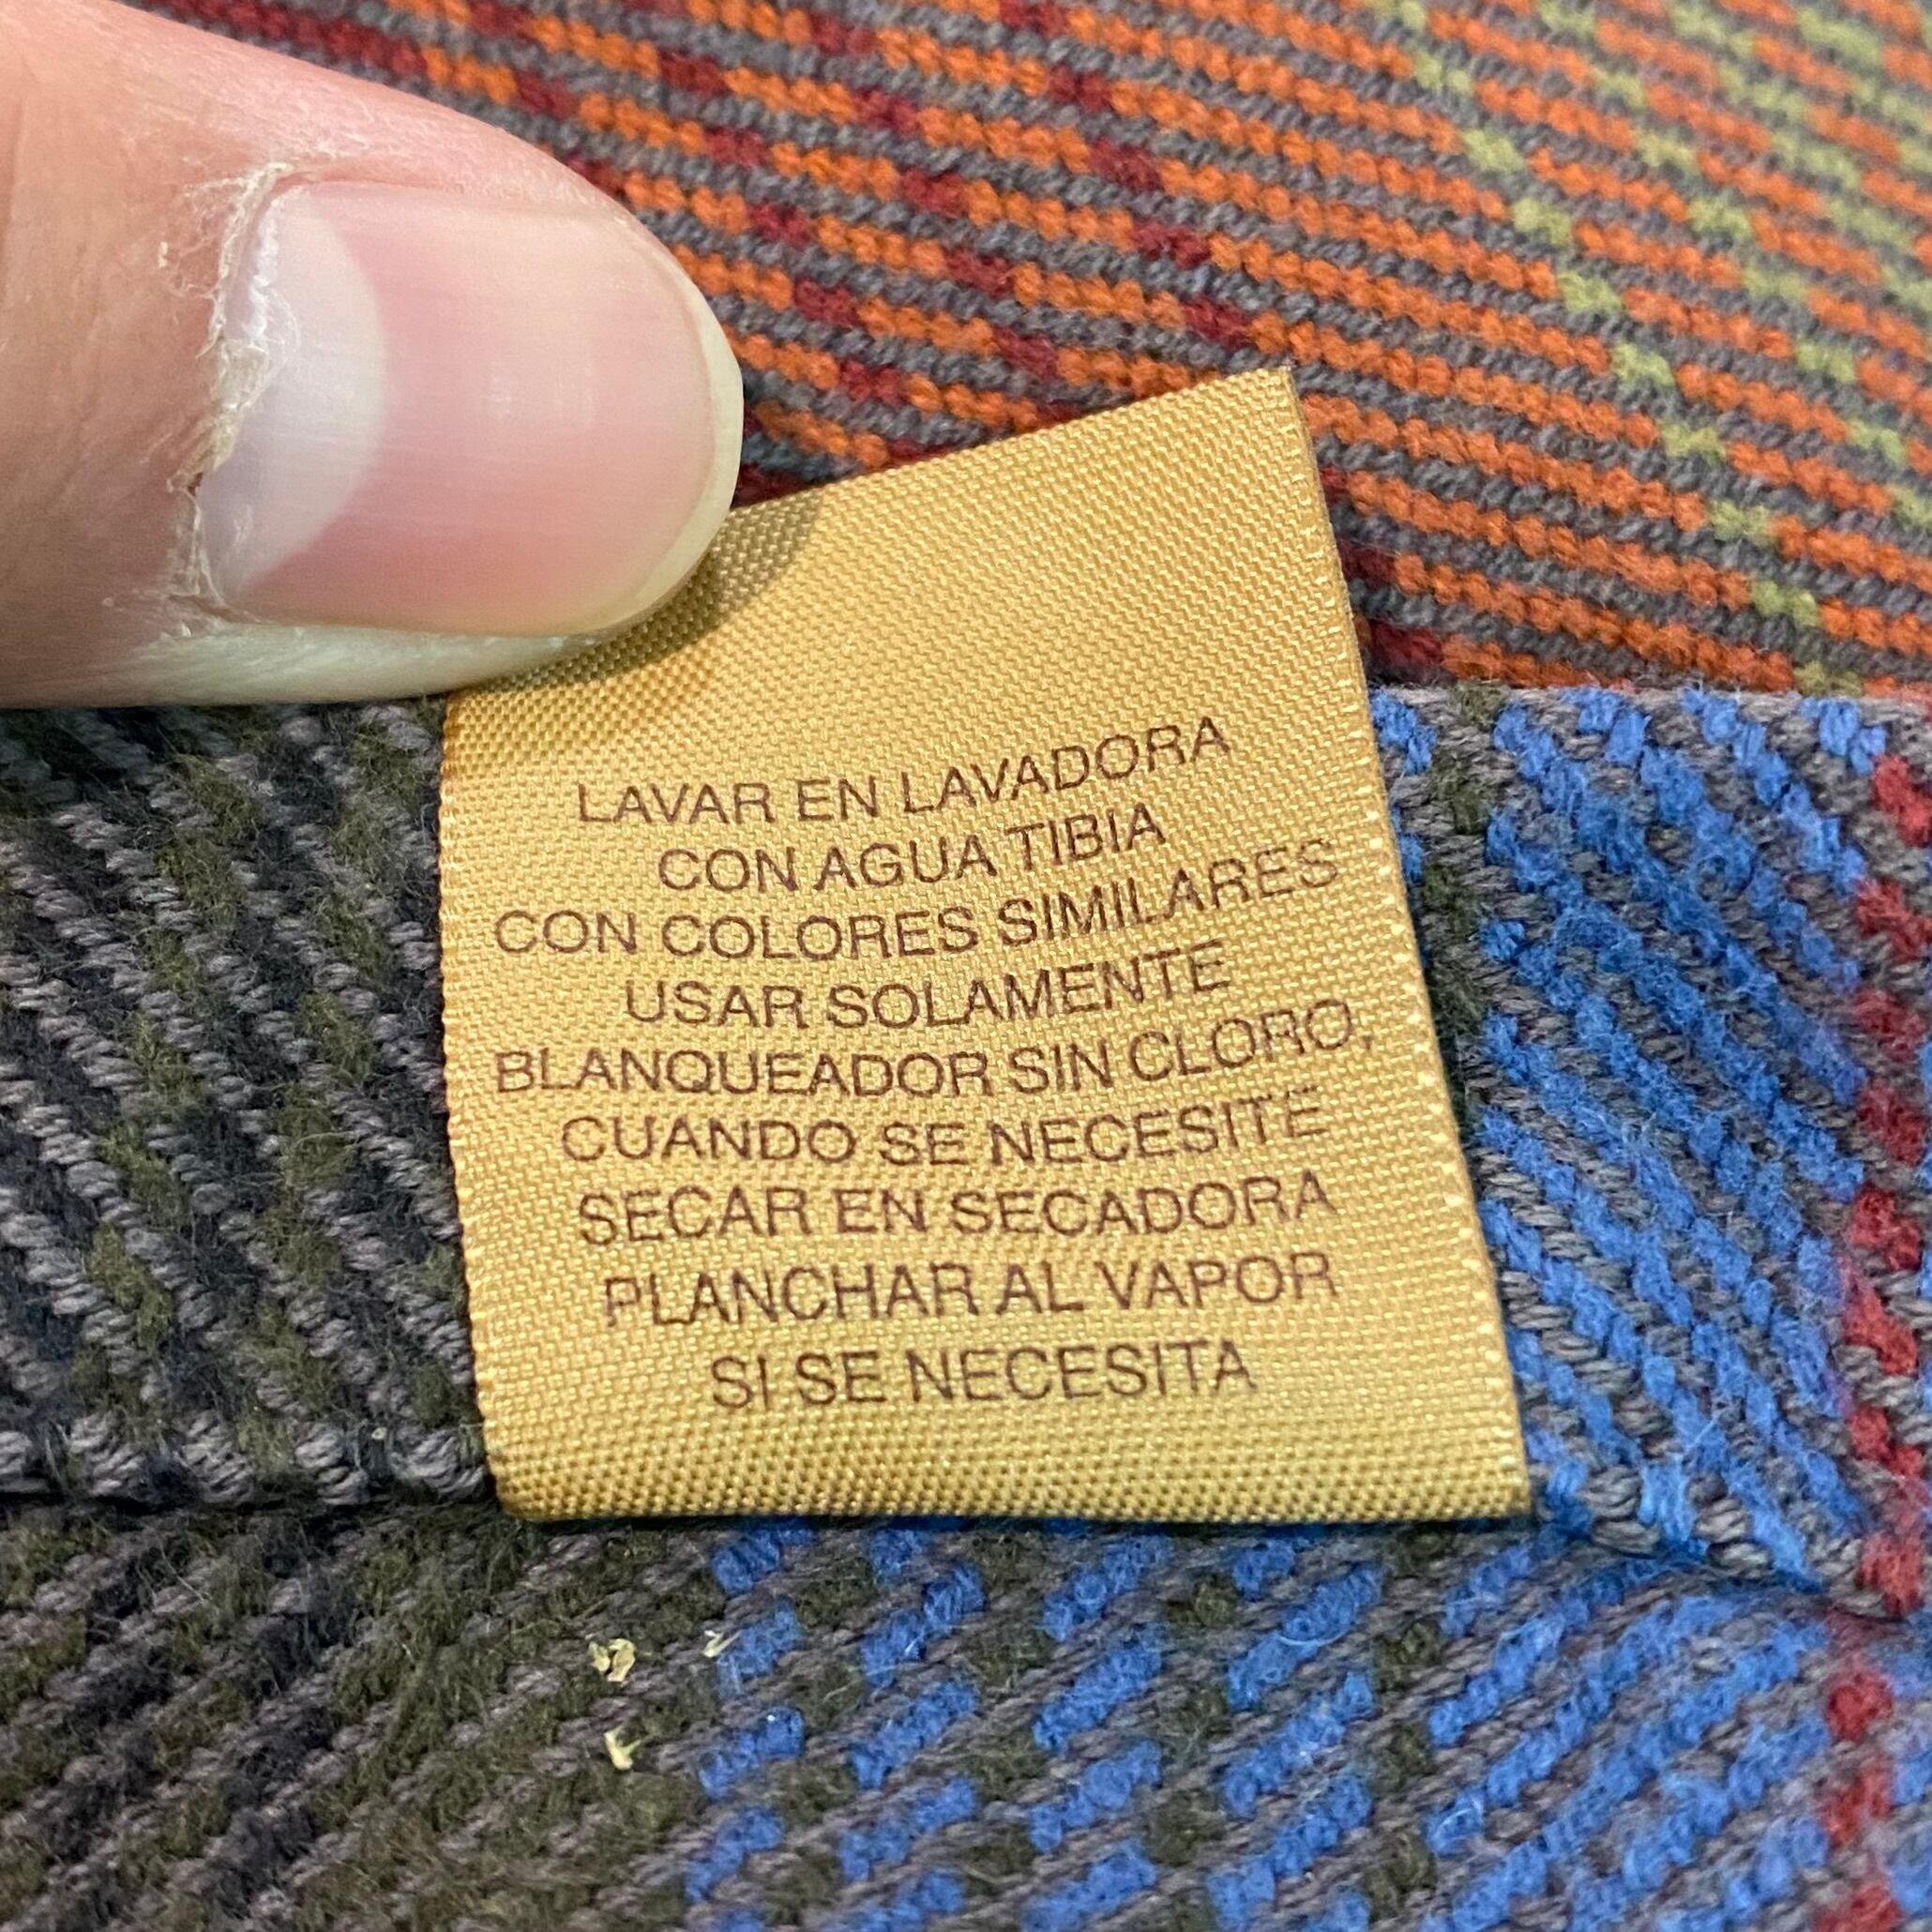 LAVAR EN LAVADORA
CON AGUA TIBIA
CON COLORES SIMILARES
USAR SOLAMENTE
BLANQUEADOR SIN CLORO,
CUANDO SE NECESITE
SECAR EN SECADORA
PLANCHAR AL VAPOR
SI SE NECESITA